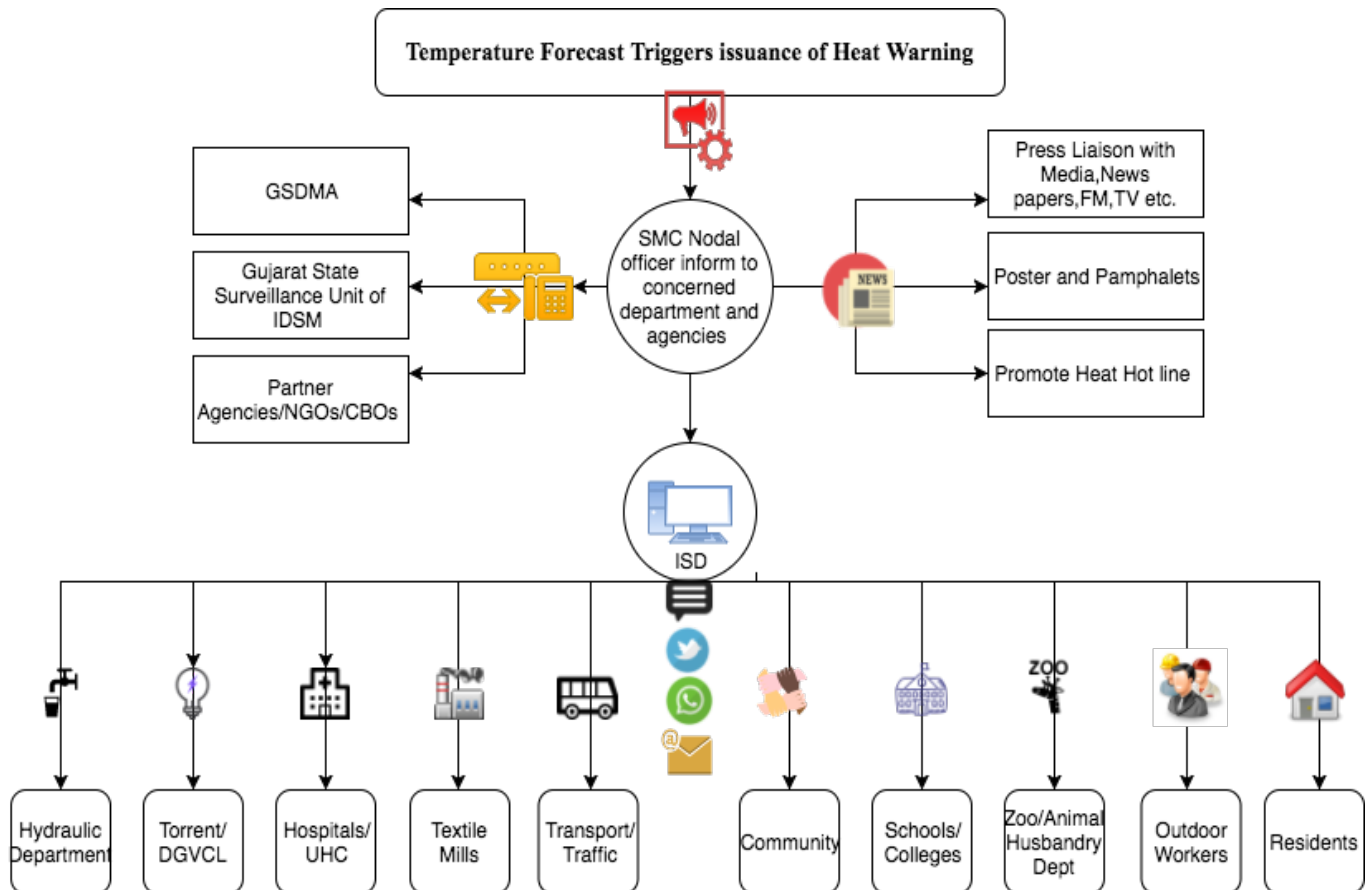 Temperature Forecast Triggers issuance of Heat Warning
GSDMA
Gujarat State
Surveillance Unit of
IDSM
Partner
Agencies/NGOs/CBOs
SMC Nodal
officer inform to
concerned
department and
agencies
NEWS
Press Liaison with
Media,News
papers,FM,TV etc.
Poster and Pamphalets
Promote Heat Hot line
ISD
@
ZOO
Hydraulic
Department
Torrent/
DGVCL
Hospitals/
UHC
Textile
Mills
Transport/
Traffic
Community
Schools/
Colleges
Zoo/Animal
Husbandry
Dept
Outdoor
Workers
Residents